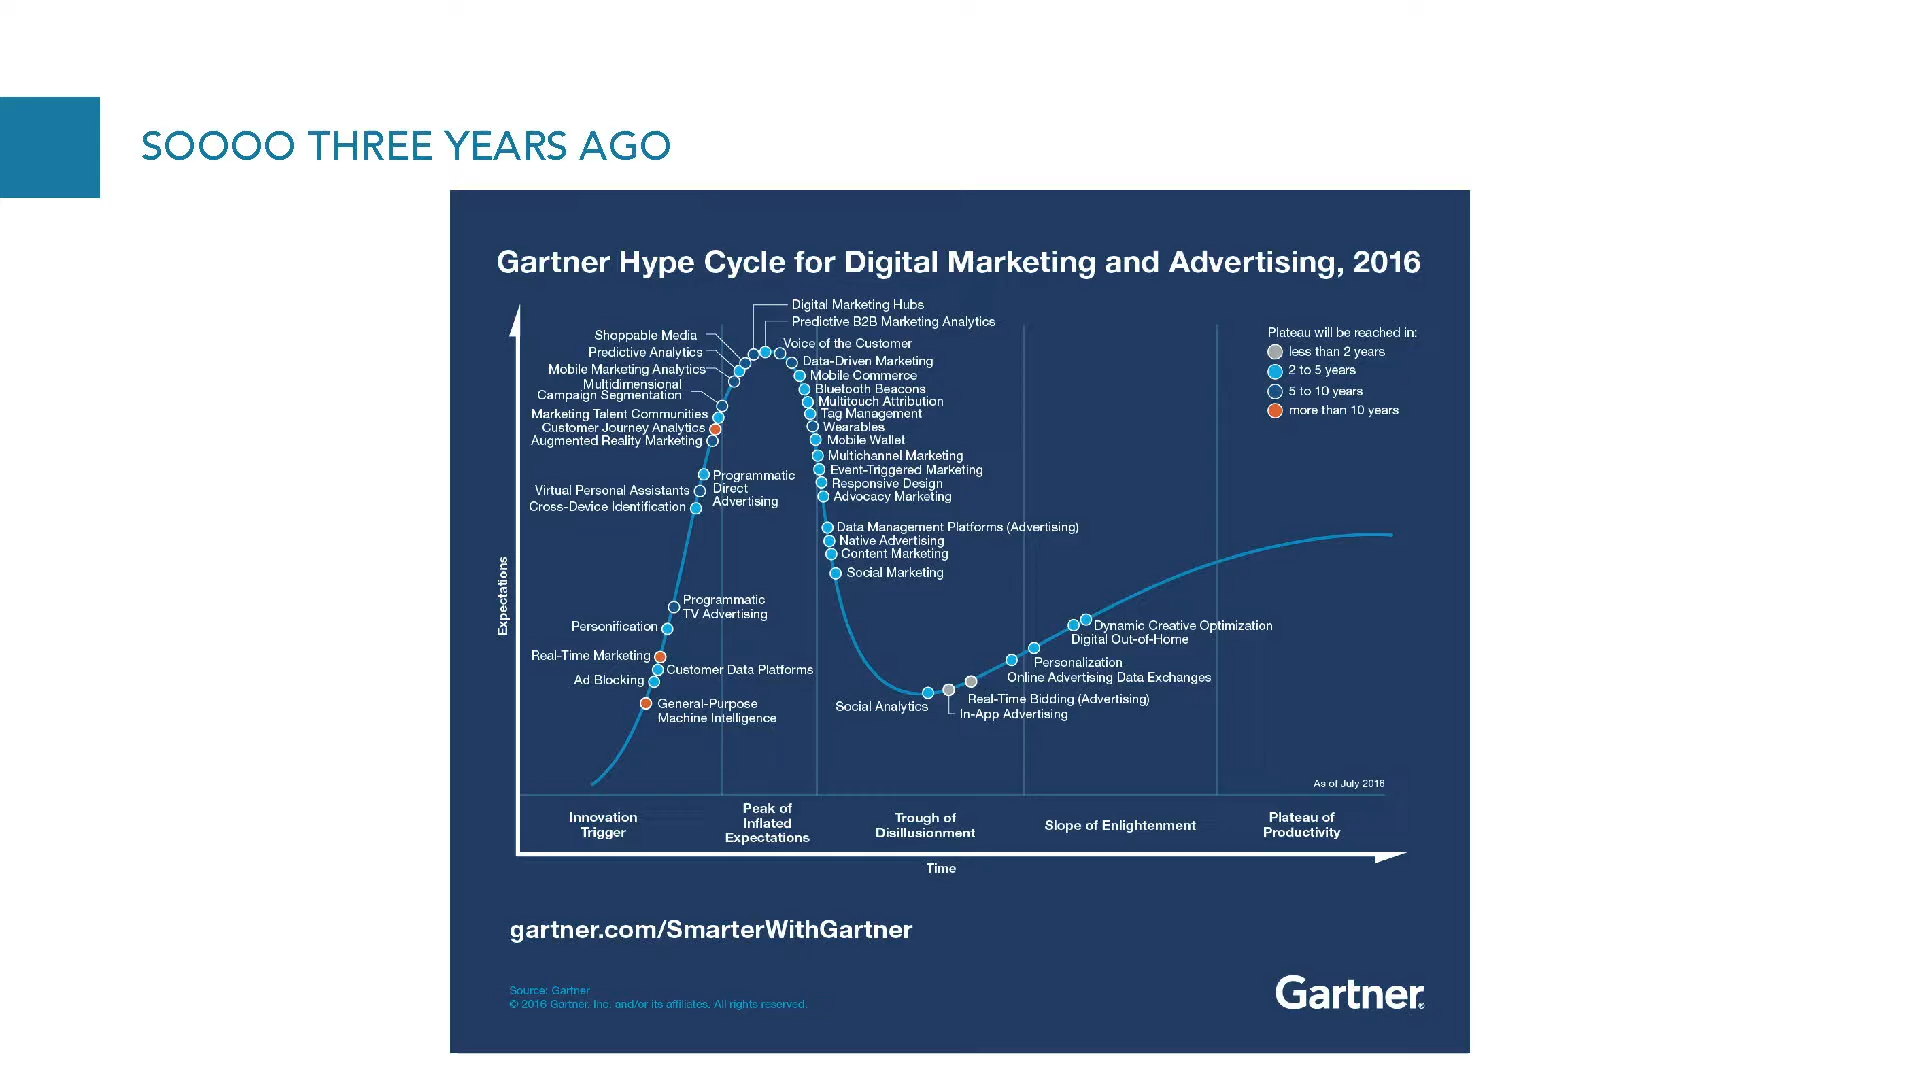 SOOOO THREE YEARS AGO
Gartner Hype Cycle for Digital Marketing and Advertising, 2016
Digital Marketing Hubs
Predictive B2B Marketing Analytics
Shoppable Media
Voice of the Customer
Predictive Analytics
Data-Driven Marketing
Mobile Marketing Analytics
Mobile Commerce
Multidimensional
Campaign Segmentation
Bluetooth Beacons
Multitouch Attribution
Marketing Talent Communities
Tag Management
Customer Journey Analytics
Wearables
Augmented Reality Marketing
Mobile Wallet
Multichannel Marketing
Event-Triggered Marketing
Programmatic
Direct
Advertising
Responsive Design
Virtual Personal Assistants
Advocacy Marketing
Cross-Device Identification
Data Management Platforms (Advertising)
Native Advertising
Content Marketing
Social Marketing
Programmatic
TV Advertising
Personification
Real-Time Marketing
Customer Data Platforms
Ad Blocking
General-Purpose
Machine Intelligence
Dynamic Creative Optimization
Digital Out-of-Home
Personalization
Online Advertising Data Exchanges
Real-Time Bidding (Advertising)
Social Analytics
In-App Advertising
Plateau will be reached in:
less than 2 years
2 to 5 years
5 to 10 years
more than 10 years
Expectations
As of July 2016
Innovation
Trigger
Peak of
Inflated
Expectations
Trough of
Disillusionment
Slope of Enlightenment
Plateau of
Productivity
Time
gartner.com/SmarterWithGartner
Source: Gartner
© 2016 Gartner, Inc. and/or its affiliates. All rights reserved.
Gartner®